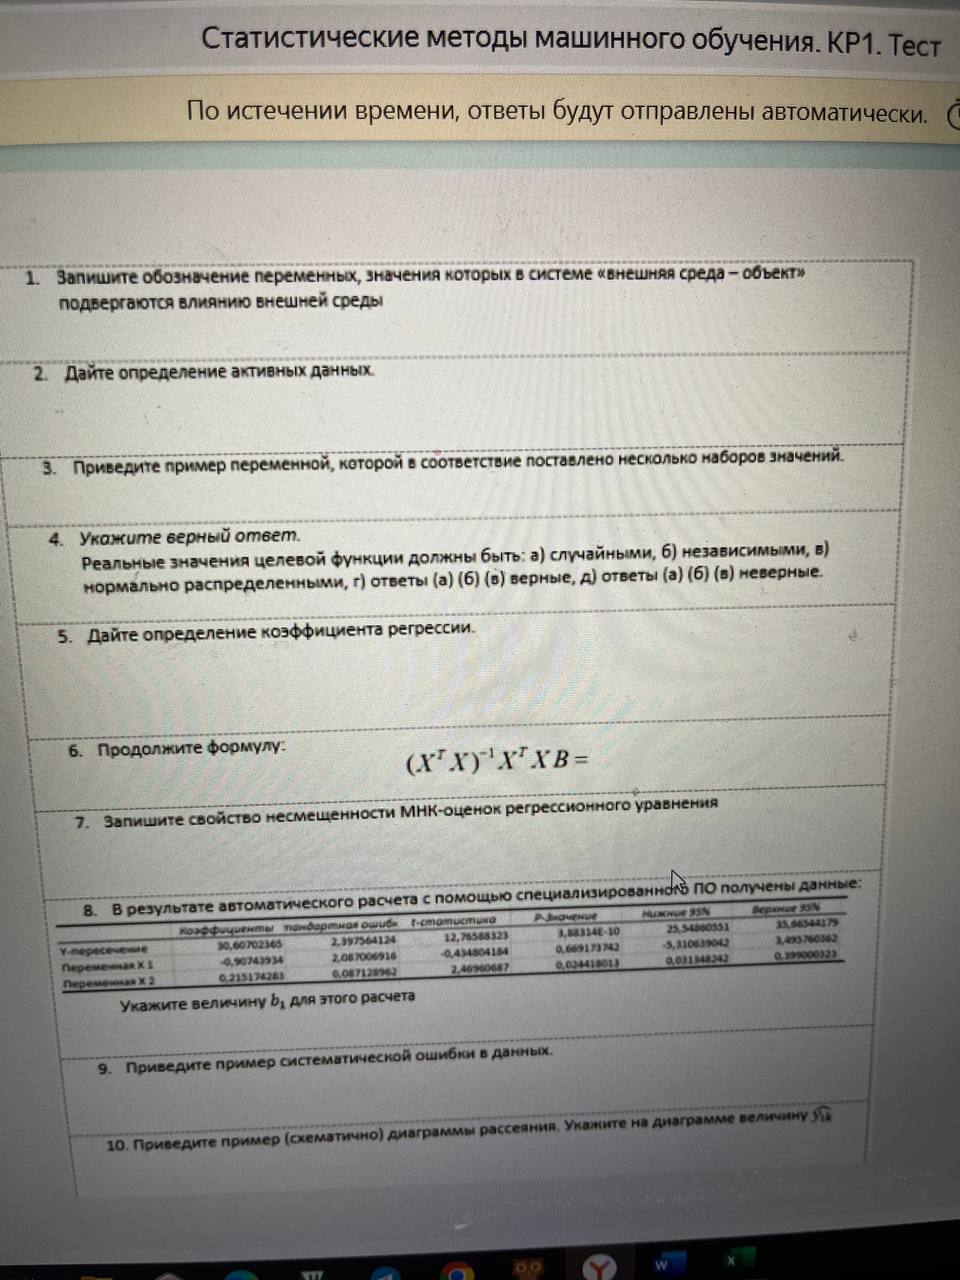 Статистические методы машинного обучения. КР1. Тест
По истечении времени, ответы будут отправлены автоматически.
1. Запишите обозначение переменных, значения которых в системе «внешняя среда – объект»
подвергаются влиянию внешней среды
2. Дайте определение активных данных.
3. Приведите пример переменной, которой в соответствие поставлено несколько наборов значений.
4. Укажите верный ответ.
Реальные значения целевой функции должны быть: а) случайными, б) независимыми, в)
нормально распределенными, г) ответы (а) (б) (в) верные, д) ответы (а) (б) (в) неверные.
5. Дайте определение коэффициента регрессии.
6. Продолжите формулу:
(XᵀX)⁻¹XᵀXB =
7. Запишите свойство несмещенности МНК-оценок регрессионного уравнения
8. В результате автоматического расчета с помощью специализированного ПО получены данные:
Коэффициенты тандартная ошибк t-статистика P-Значение Нижние 95% Верхние 95%
Y-пересечение 30,60702365 2,397564124 12,76588323 3,88314E-10 25,54860551 35,66544179
Переменная X 1 -0,90743934 2,087006916 -0,434804184 0,669173742 -5,310639042 3,495760362
Переменная X 2 0,215174283 0,087128962 2,46960687 0,024418013 0,031348242 0,399000323
Укажите величину b₁ для этого расчета
9. Приведите пример систематической ошибки в данных.
10. Приведите пример (схематично) диаграммы рассеяния. Укажите на диаграмме величину
W
X